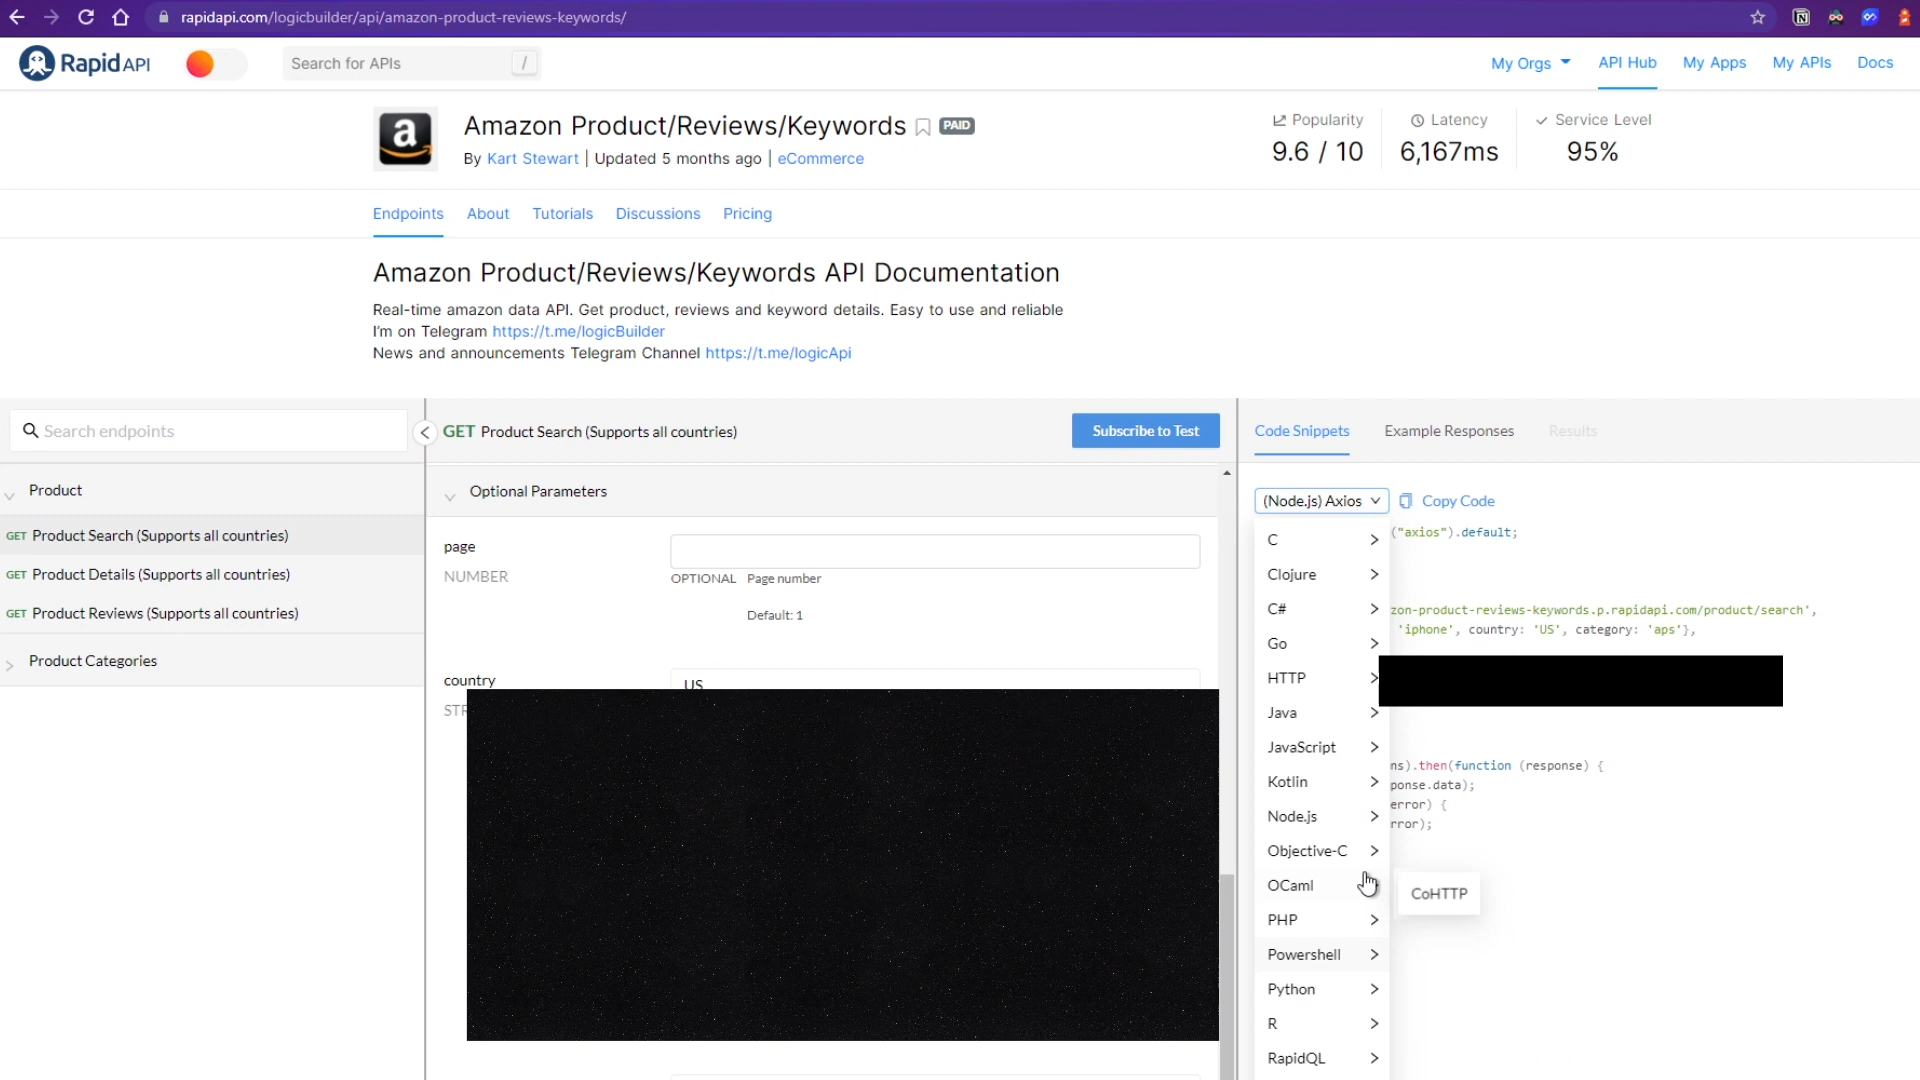 rapidapi.com/logicbuilder/api/amazon-product-reviews-keywords/
Rapid API
Search for APIs /
My Orgs API Hub My Apps My APIs Docs
Amazon Product/Reviews/Keywords PAID
By Kart Stewart | Updated 5 months ago | eCommerce
Popularity Latency Service Level
9.6 / 10 6,167ms 95%
Endpoints About Tutorials Discussions Pricing
Amazon Product/Reviews/Keywords API Documentation
Real-time amazon data API. Get product, reviews and keyword details. Easy to use and reliable
I'm on Telegram https://t.me/logicBuilder
News and announcements Telegram Channel https://t.me/logicApi
Search endpoints
Product
GET Product Search (Supports all countries)
GET Product Details (Supports all countries)
GET Product Reviews (Supports all countries)
Product Categories
GET Product Search (Supports all countries)
Subscribe to Test
Optional Parameters
page
NUMBER
OPTIONAL Page number
Default: 1
country
US
STR
Code Snippets Example Responses Results
(Node.js) Axios Copy Code
C
Clojure
C#
Go
HTTP
Java
JavaScript
Kotlin
Node.js
Objective-C
OCaml
PHP
Powershell
Python
R
RapidQL
CoHTTP
("axios").default;
zon-product-reviews-keywords.p.rapidapi.com/product/search',
'iphone', country: 'US', category: 'aps'},
ns).then(function (response) {
ponse.data);
error) {
rror);